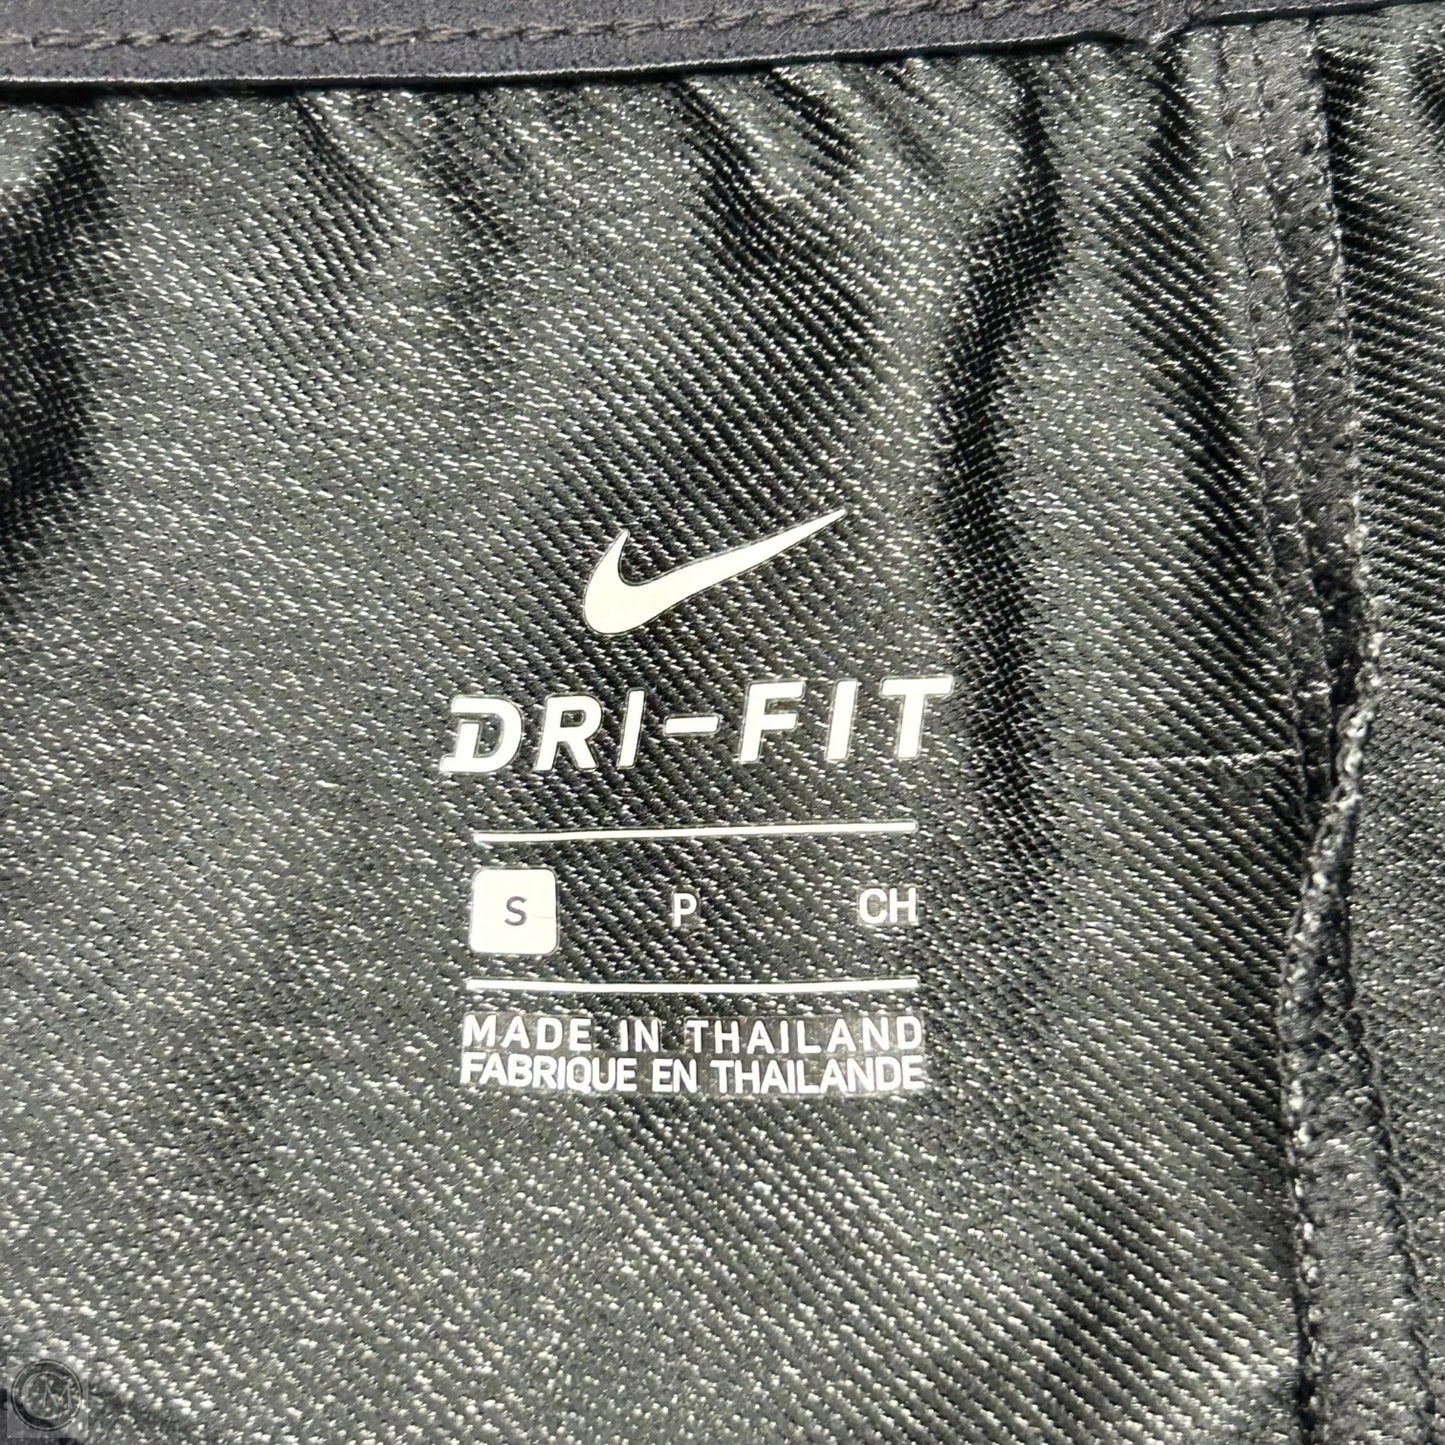 DRI-FIT
S P CH
MADE IN THAILAND
FABRIQUE EN THAILANDE